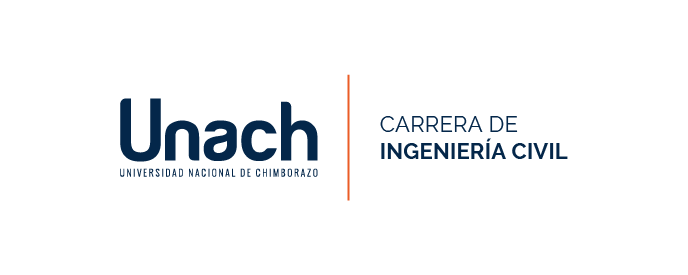 Unach
UNIVERSIDAD NACIONAL DE CHIMBORAZO
CARRERA DE
INGENIERÍA CIVIL